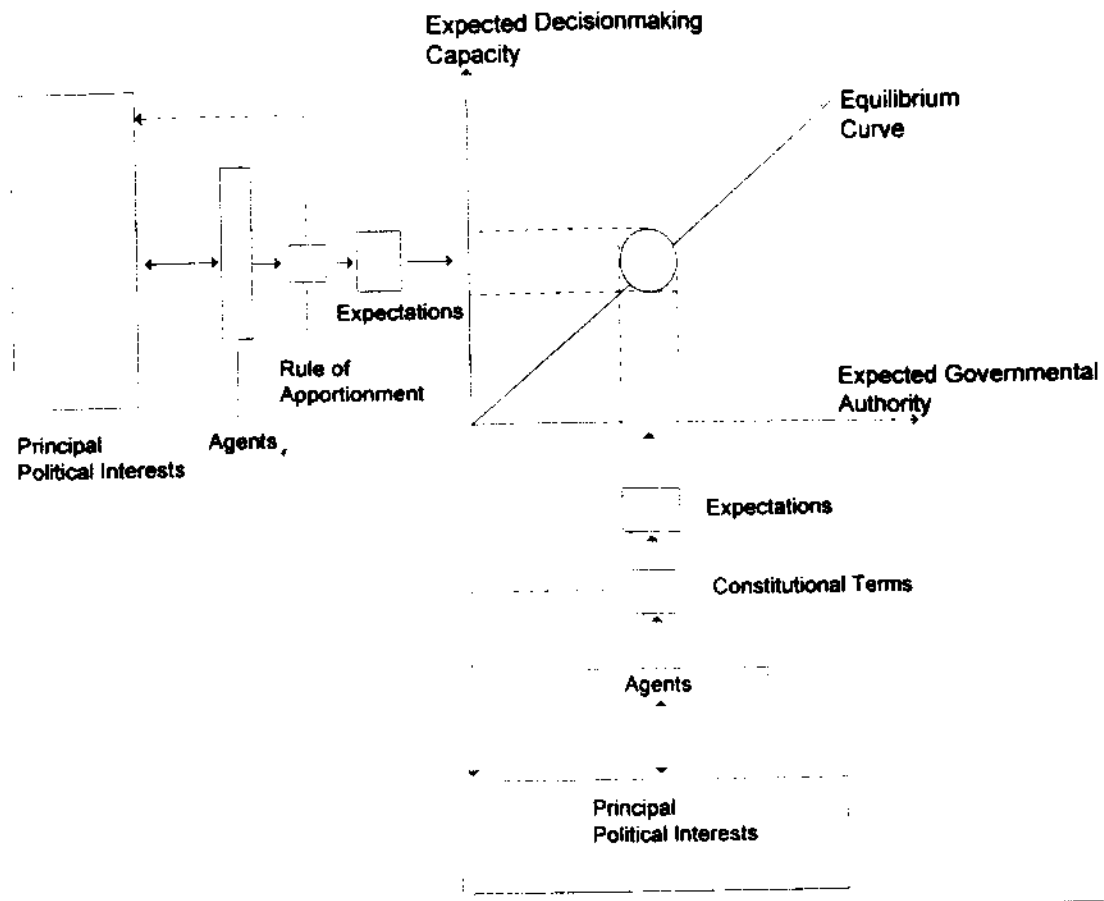 Expected Decisionmaking
Capacity
Equilibrium
Curve
Expectations
Rule of
Apportionment
Expected Governmental
Authority
Principal
Political Interests
Agents
Expectations
Constitutional Terms
Agents
Principal
Political Interests